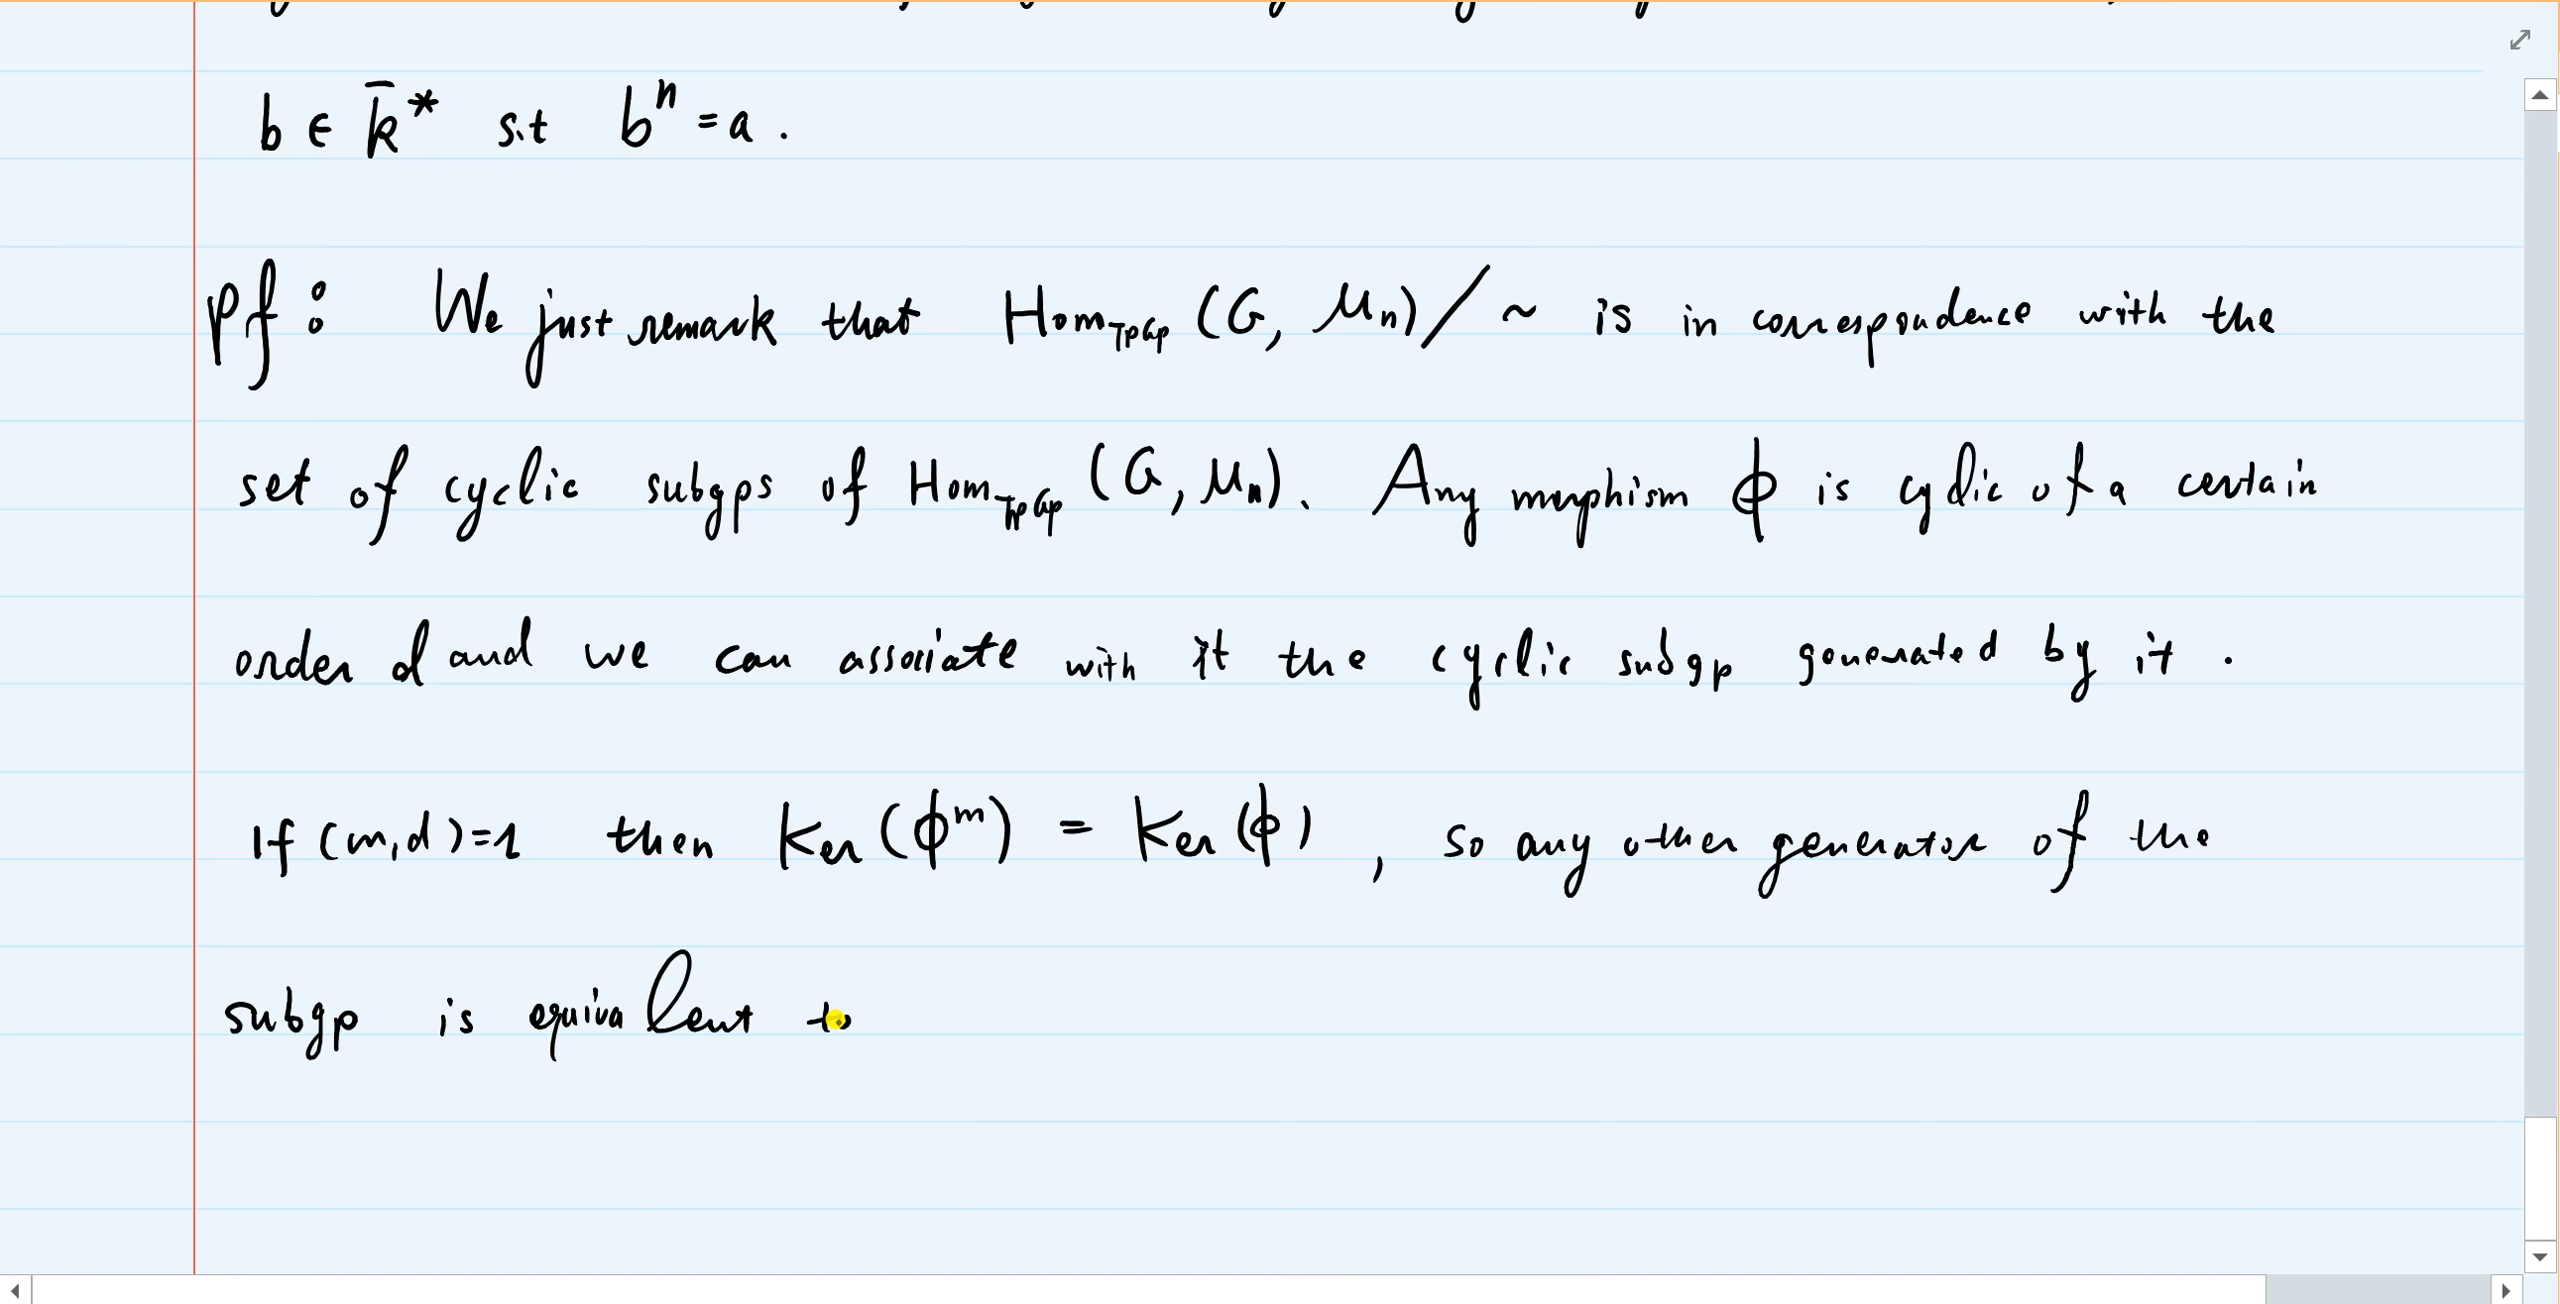 b ∈ k̄* s.t bⁿ = a .
pf : We just remark that Hom_TpGp (G, μₙ)/~ is in correspondence with the
set of cyclic subgps of Hom_TpGp (G, μₙ). Any morphism ϕ is cyclic of a certain
order d and we can associate with it the cyclic subgp generated by it .
If (m,d)=1 then Ker(ϕᵐ) = Ker(ϕ) , so any other generator of the
subgp is equivalent to